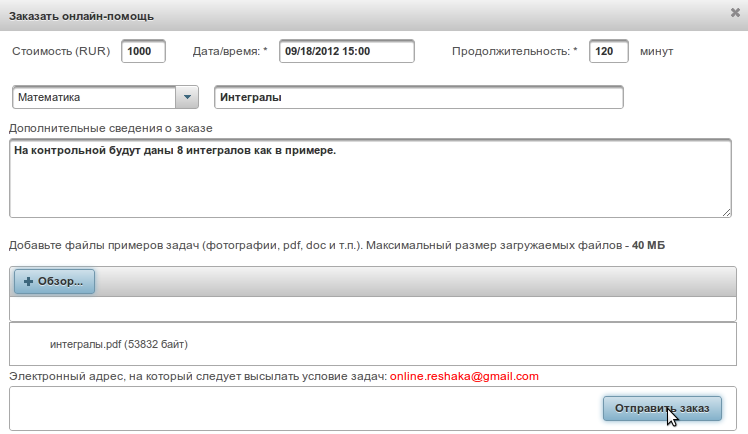 Заказать онлайн-помощь
Стоимость (RUR) 1000 Дата/время: * 09/18/2012 15:00 Продолжительность: * 120 минут
Математика Интегралы
Дополнительные сведения о заказе
На контрольной будут даны 8 интегралов как в примере.
Добавьте файлы примеров задач (фотографии, pdf, doc и т.п.). Максимальный размер загружаемых файлов - 40 МБ
Обзор...
интегралы.pdf (53832 байт)
Электронный адрес, на который следует высылать условие задач: online.reshaka@gmail.com
Отправить заказ